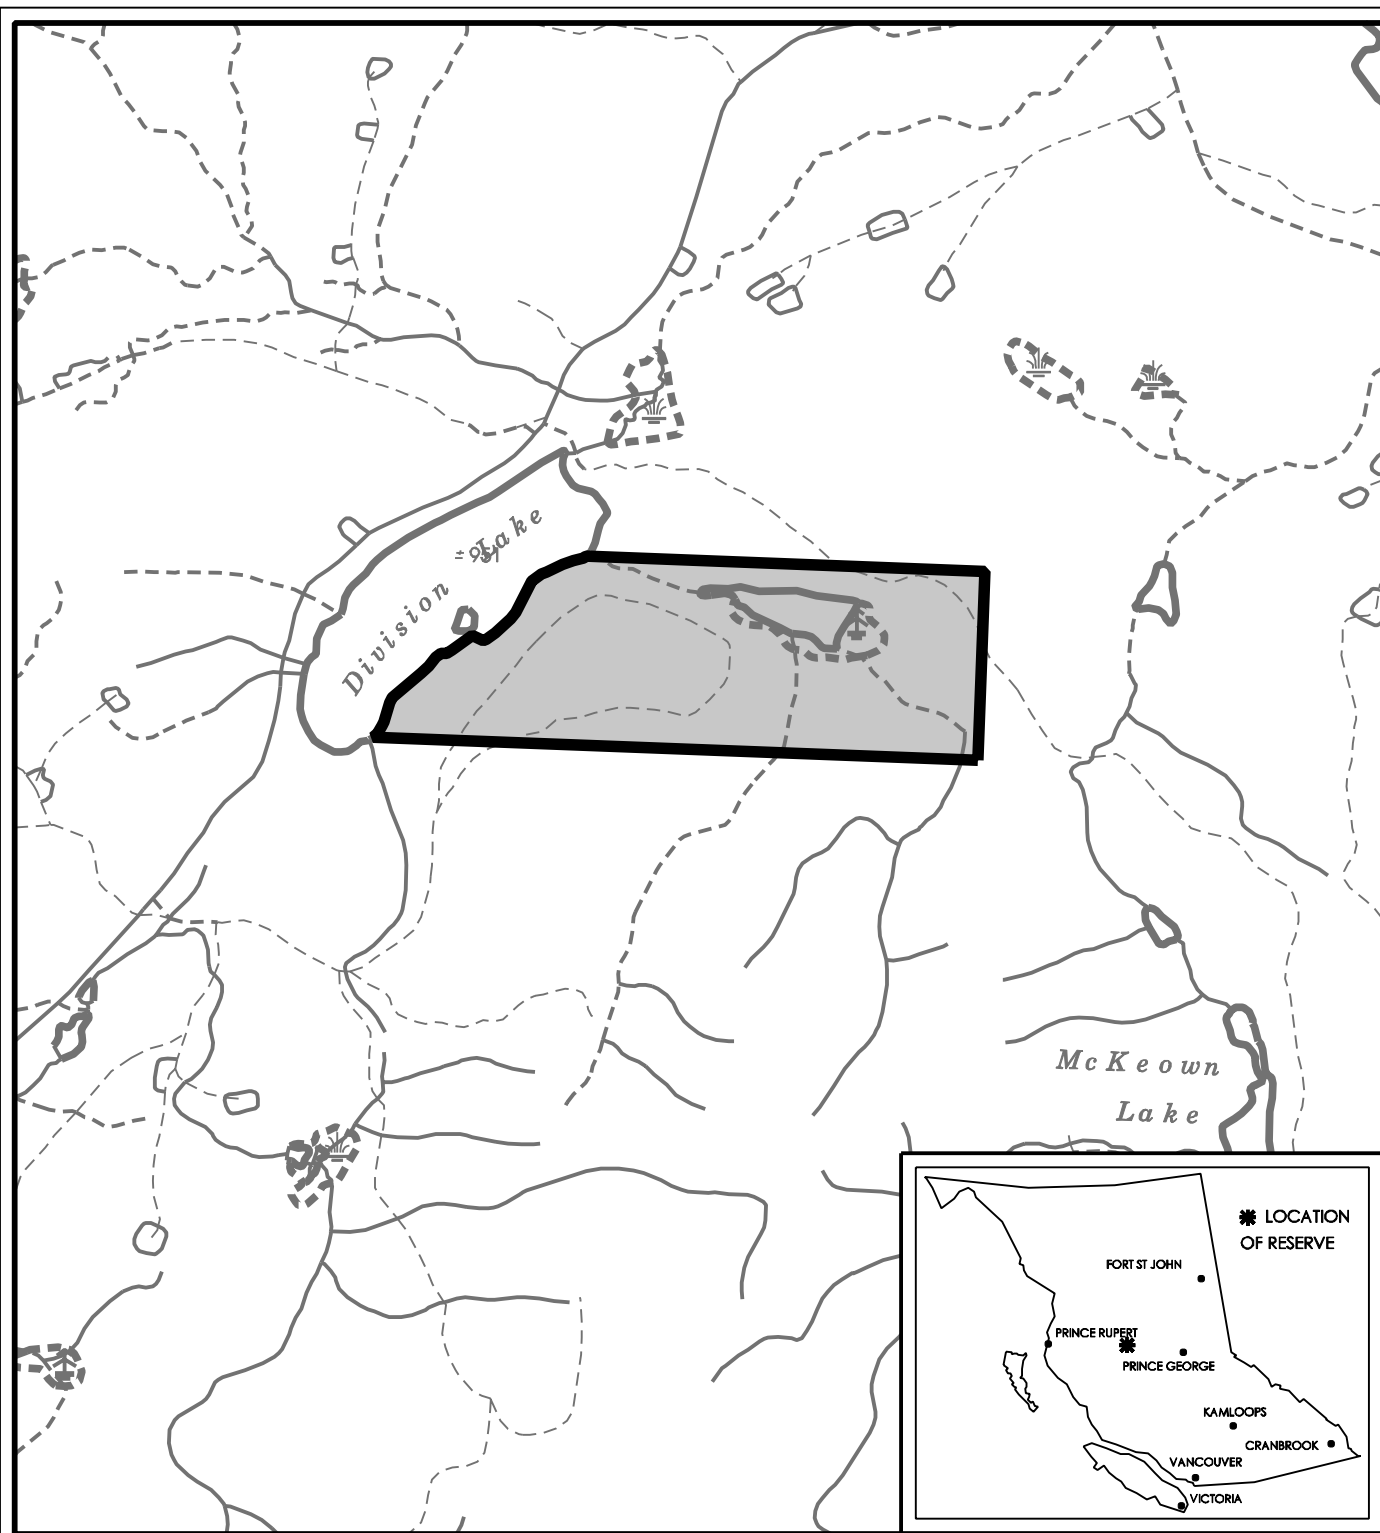 Division Lake
McKeown
Lake
LOCATION
OF RESERVE
FORT ST JOHN
PRINCE RUPERT
PRINCE GEORGE
KAMLOOPS
CRANBROOK
VANCOUVER
VICTORIA